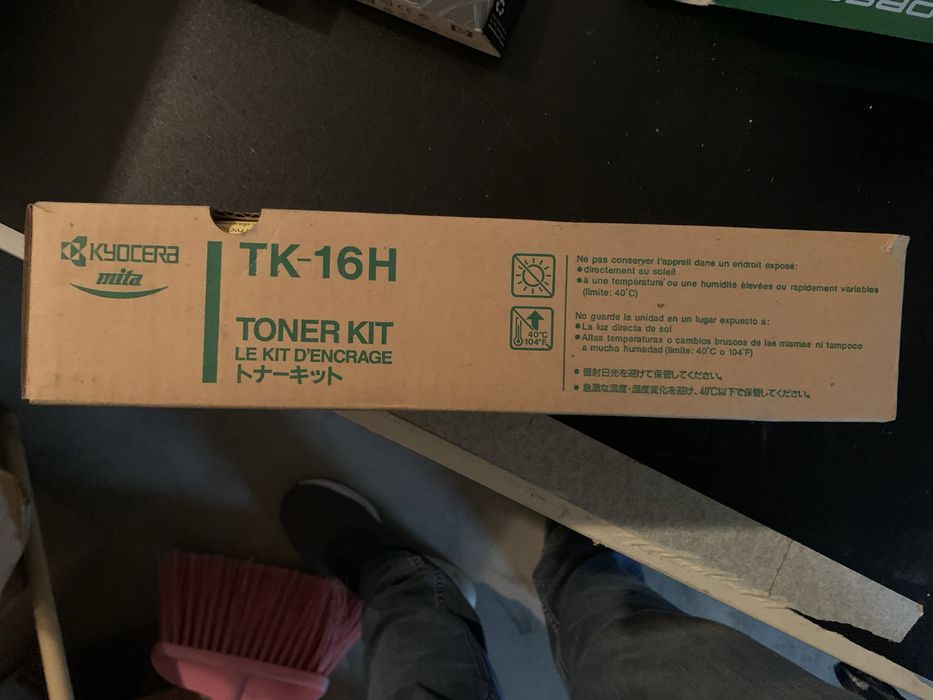 KYOCERA
mita
TK-16H
TONER KIT
LE KIT D'ENCRAGE
トナーキット
40°C
104°F
Ne pas conserver l'appreil dans un endroit exposé:
●directement au soleil
●à une température ou une humidité élevées ou rapidement variables
(limite: 40°C)
No guarde la unidad en un lugar expuesto a:
●La luz directa de sol
●Altas temperaturas o cambios bruscos de las mismas ni tampoco
a mucha humedad (limite: 40°C o 104°F)
●直射日光を避けて保管してください。
● 急激な温度・湿度変化を避け、40℃以下で保管してください。